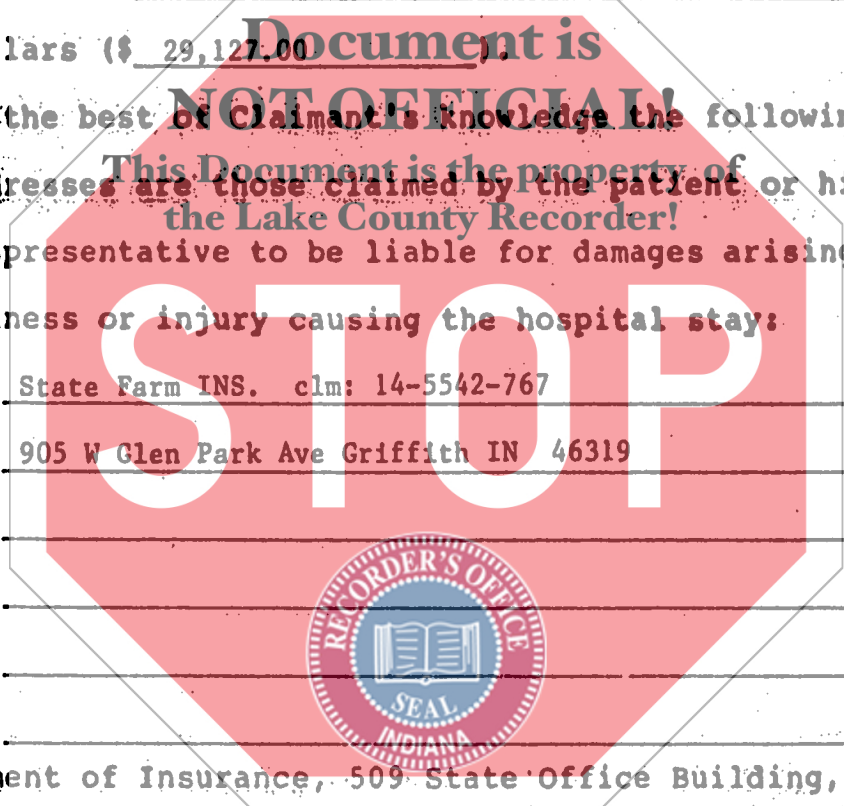 Document is
lars ($ 29,127.00 ).
NOT OFFICIAL!
the best of Claimant's knowledge the followin
This Document is the property of
resses are those claimed by the patient or hi
the Lake County Recorder!
presentative to be liable for damages arising
ness or injury causing the hospital stay:
STOP
State Farm INS. clm: 14-5542-767
905 W Glen Park Ave Griffith IN 46319
RECORDER'S OFFICE
SEAL
INDIANA
ent of Insurance, 509 State Office Building,